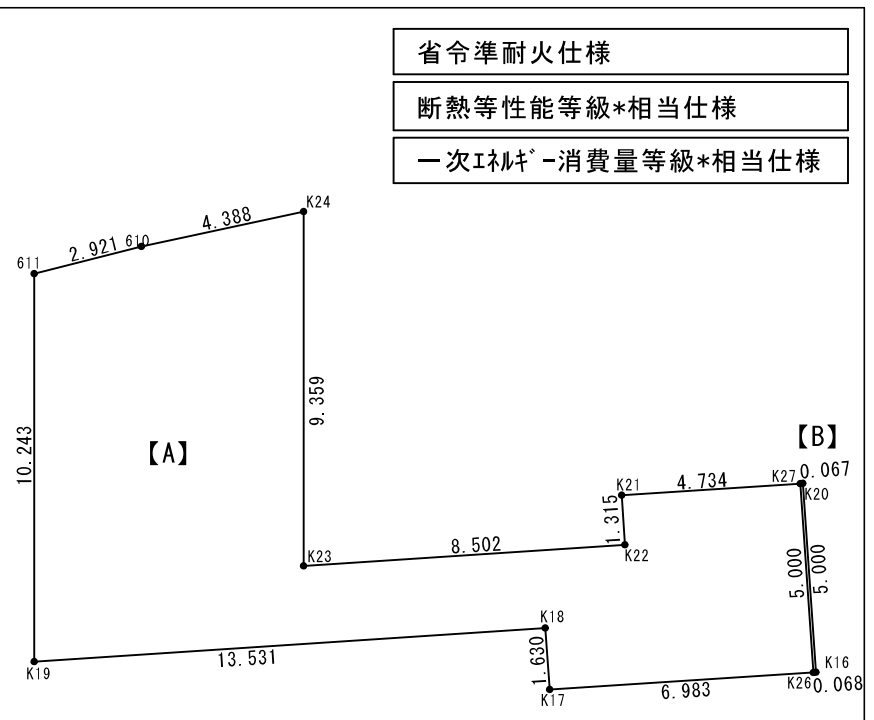 省令準耐火仕様
断熱等性能等級*相当仕様
一次ｴﾈﾙｷﾞｰ消費量等級*相当仕様
K24
4.388
2.921
610
611
9.359
10.243
【A】
【B】
K27
0.067
K21
4.734
K20
1.315
8.502
K22
5.000
5.000
K23
K18
13.531
1.630
K16
K19
K26
0.068
6.983
K17